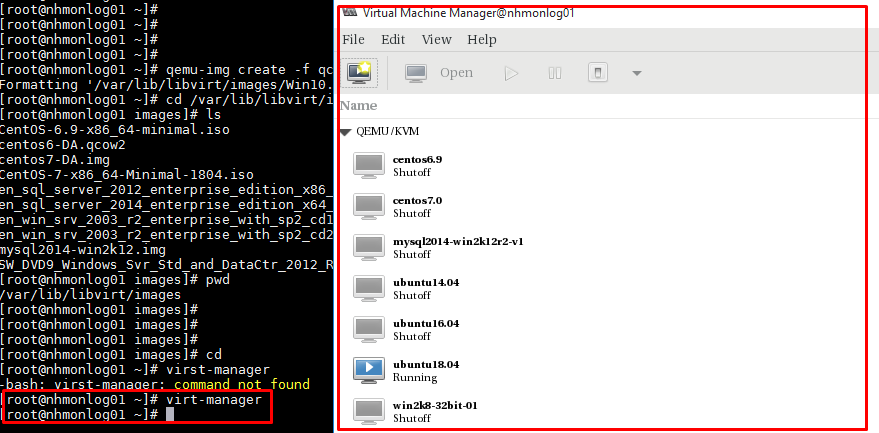 [root@nhmonlog01 ~]#
[root@nhmonlog01 ~]#
[root@nhmonlog01 ~]#
[root@nhmonlog01 ~]#
[root@nhmonlog01 ~]# qemu-img create -f qc
Formatting '/var/lib/libvirt/images/Win10.
[root@nhmonlog01 ~]# cd /var/lib/libvirt/i
[root@nhmonlog01 images]# ls
CentOS-6.9-x86_64-minimal.iso
centos6-DA.qcow2
centos7-DA.img
CentOS-7-x86_64-Minimal-1804.iso
en_sql_server_2012_enterprise_edition_x86_
en_sql_server_2014_enterprise_edition_x64_
en_win_srv_2003_r2_enterprise_with_sp2_cd1
en_win_srv_2003_r2_enterprise_with_sp2_cd2
mysql2014-win2k12.img
SW_DVD9_Windows_Svr_Std_and_DataCtr_2012_R
[root@nhmonlog01 images]# pwd
/var/lib/libvirt/images
[root@nhmonlog01 images]#
[root@nhmonlog01 images]#
[root@nhmonlog01 images]#
[root@nhmonlog01 images]# cd
[root@nhmonlog01 ~]# virst-manager
-bash: virst-manager: command not found
[root@nhmonlog01 ~]# virt-manager
[root@nhmonlog01 ~]#
Virtual Machine Manager@nhmonlog01
File Edit View Help
Open
Name
QEMU/KVM
centos6.9
Shutoff
centos7.0
Shutoff
mysql2014-win2k12r2-v1
Shutoff
ubuntu14.04
Shutoff
ubuntu16.04
Shutoff
ubuntu18.04
Running
win2k8-32bit-01
Shutoff